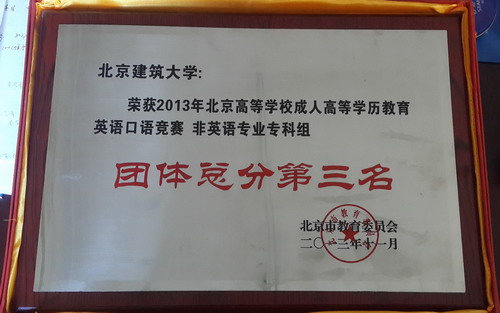 北京建筑大学:
荣获2013年北京高等学校成人高等学历教育
英语口语竞赛 非英语专业专科组
团体总分第三名
北京市教育委员会
二〇一三年十一月